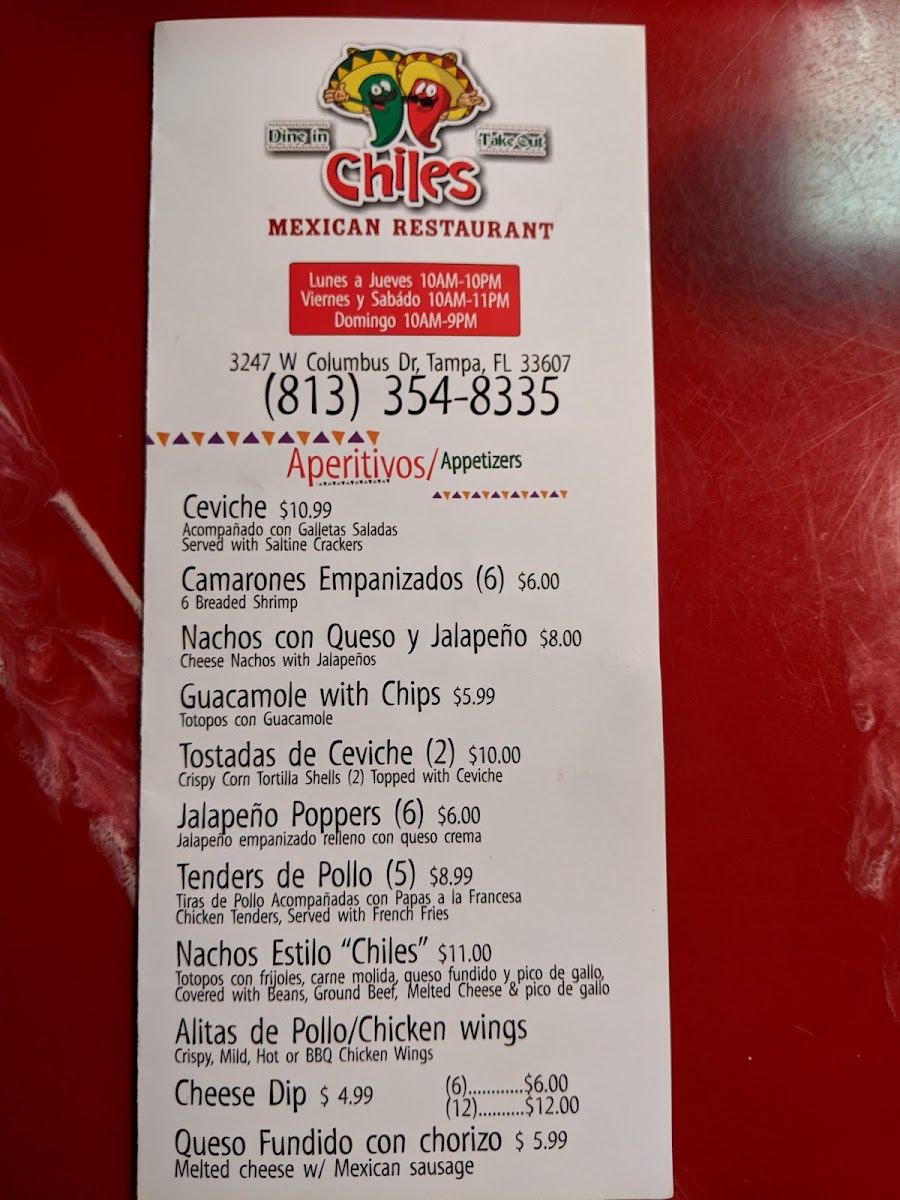 Dine in
Take Out
Chiles
MEXICAN RESTAURANT
Lunes a Jueves 10AM-10PM
Viernes y Sabádo 10AM-11PM
Domingo 10AM-9PM
3247 W Columbus Dr, Tampa, FL 33607
(813) 354-8335
Aperitivos/Appetizers
Ceviche $10.99
Acompañado con Galletas Saladas
Served with Saltine Crackers
Camarones Empanizados (6) $6.00
6 Breaded Shrimp
Nachos con Queso y Jalapeño $8.00
Cheese Nachos with Jalapeños
Guacamole with Chips $5.99
Totopos con Guacamole
Tostadas de Ceviche (2) $10.00
Crispy Corn Tortilla Shells (2) Topped with Ceviche
Jalapeño Poppers (6) $6.00
Jalapeño empanizado relleno con queso crema
Tenders de Pollo (5) $8.99
Tiras de Pollo Acompañadas con Papas a la Francesa
Chicken Tenders, Served with French Fries
Nachos Estilo “Chiles” $11.00
Totopos con frijoles, carne molida, queso fundido y pico de gallo,
Covered with Beans, Ground Beef, Melted Cheese & pico de gallo
Alitas de Pollo/Chicken wings
Crispy, Mild, Hot or BBQ Chicken Wings
(6)............$6.00
(12)..........$12.00
Cheese Dip $ 4.99
Queso Fundido con chorizo $ 5.99
Melted cheese w/ Mexican sausage